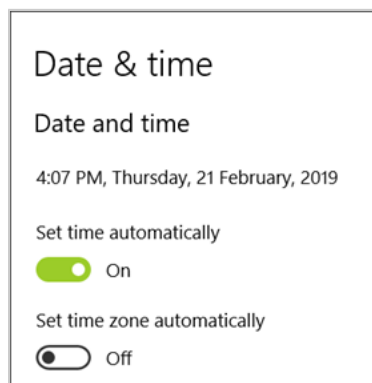 Date & time
Date and time
4:07 PM, Thursday, 21 February, 2019
Set time automatically
On
Set time zone automatically
Off